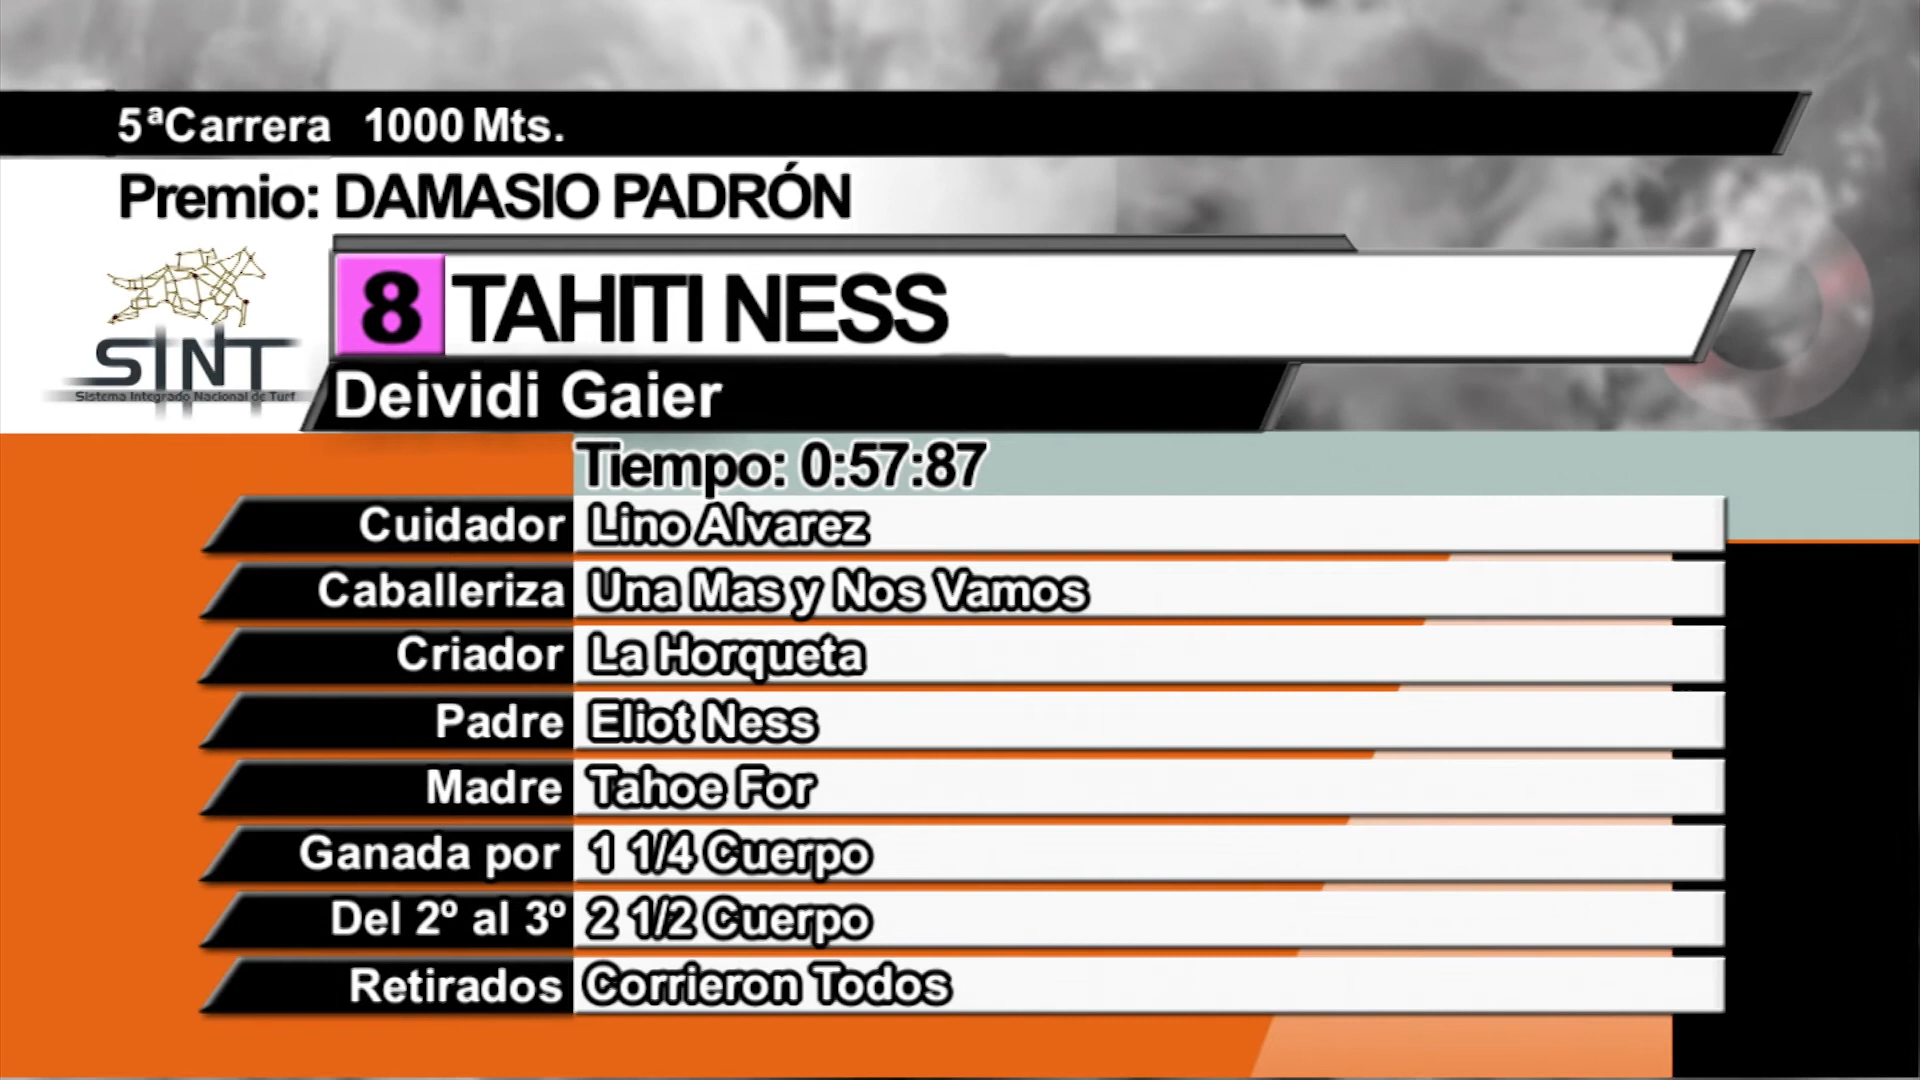 5ªCarrera 1000 Mts.
Premio: DAMASIO PADRÓN
8 TAHITI NESS
SINT
Sistema Integrado Nacional de Turf
Deividi Gaier
Tiempo: 0:57:87
Cuidador Lino Alvarez
Caballeriza Una Mas y Nos Vamos
Criador La Horqueta
Padre Eliot Ness
Madre Tahoe For
Ganada por 1 1/4 Cuerpo
Del 2º al 3º 2 1/2 Cuerpo
Retirados Corrieron Todos